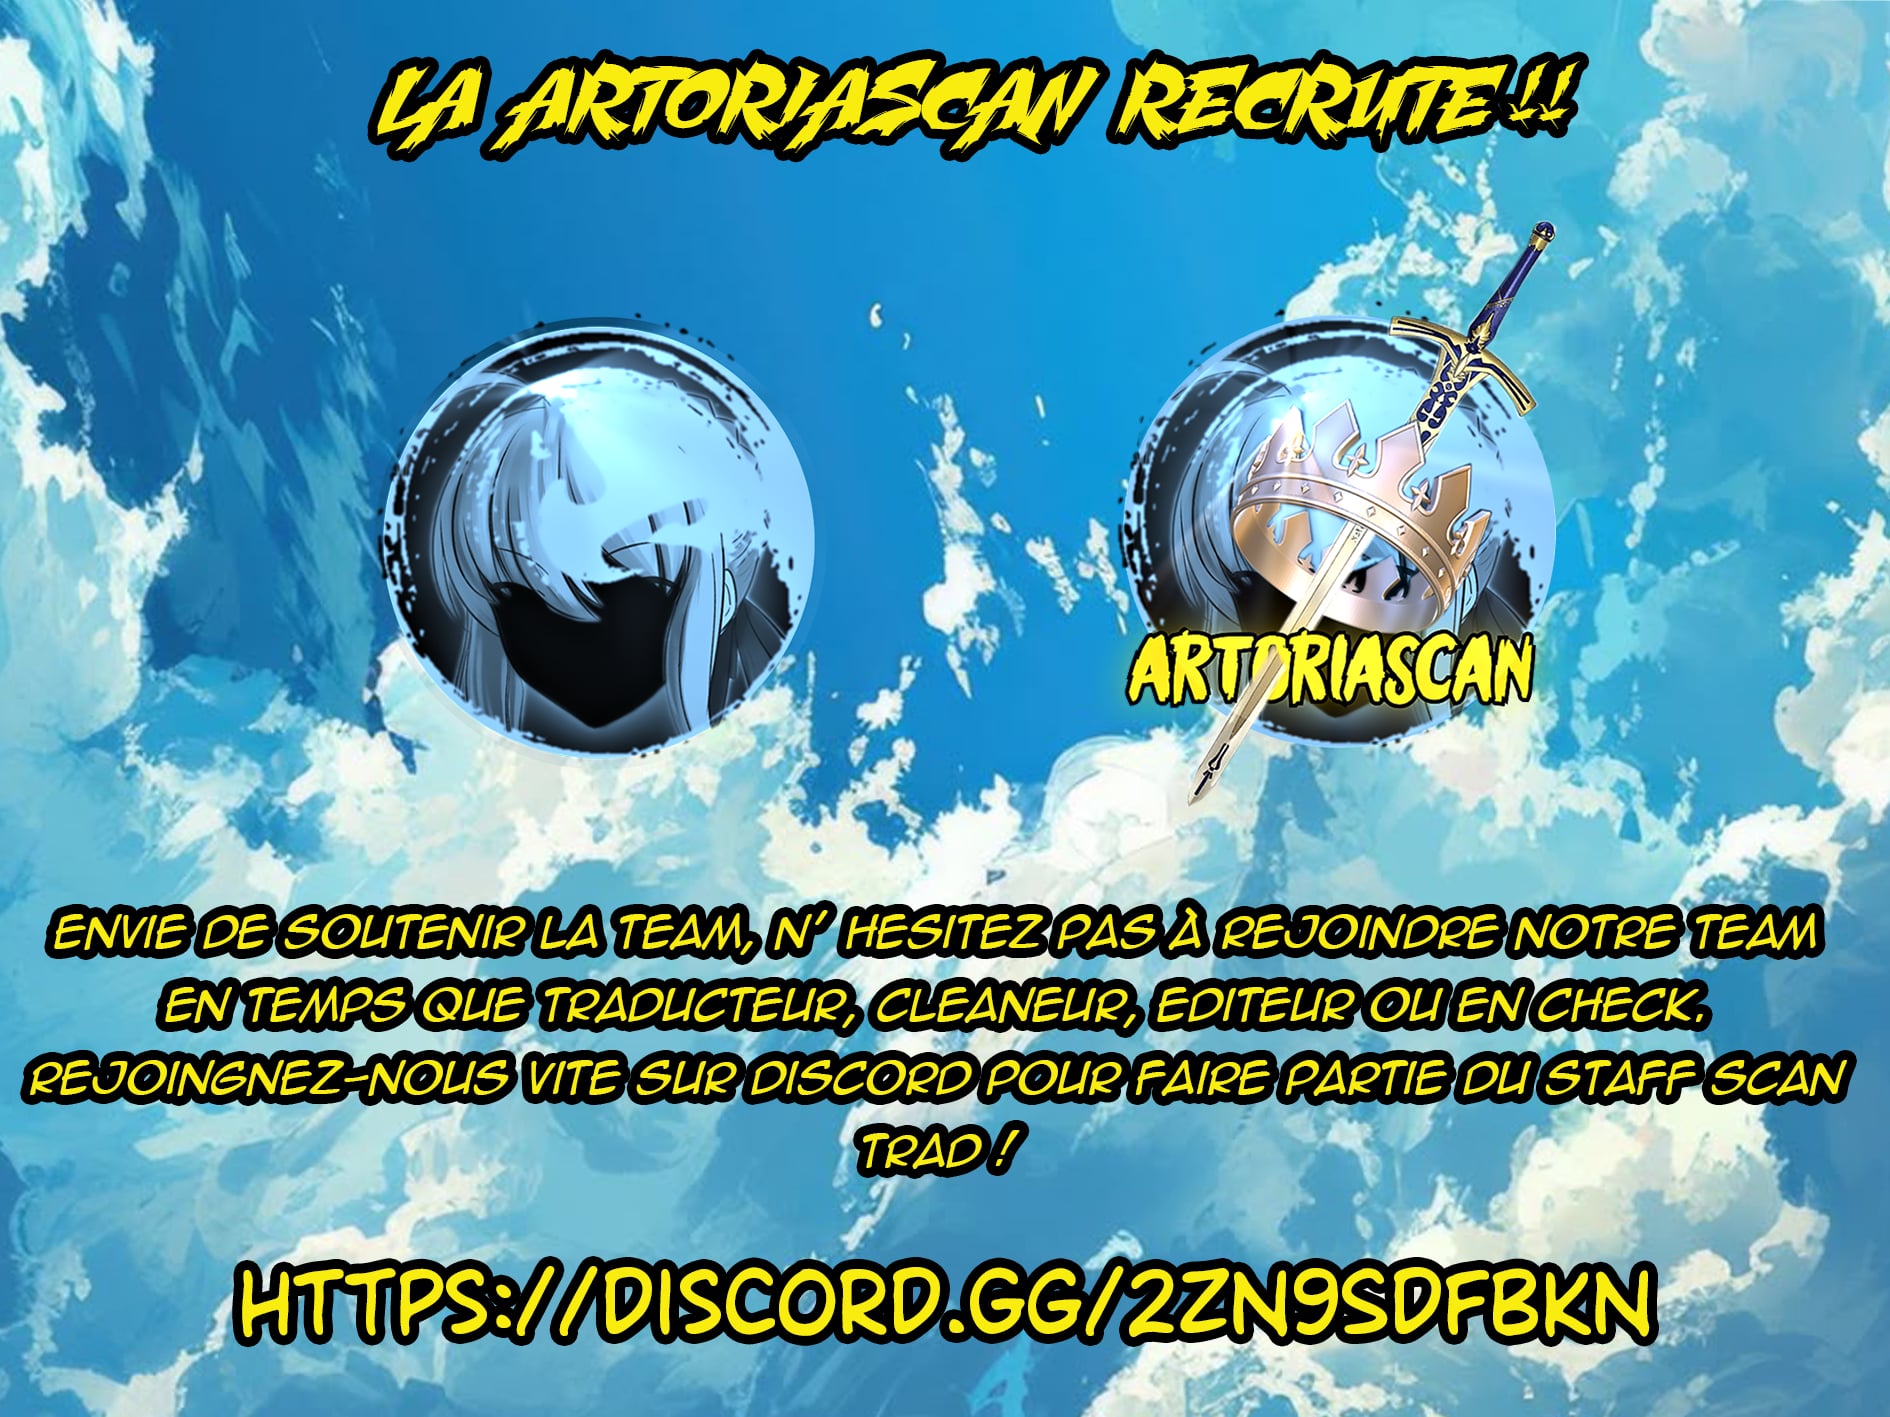 LA ARTORIASCAN RECRUTE !!
ARTORIASCAN
ENVIE DE SOUTENIR LA TEAM, N' HESITEZ PAS À REJOINDRE NOTRE TEAM
EN TEMPS QUE TRADUCTEUR, CLEANEUR, EDITEUR OU EN CHECK.
REJOINGNEZ-NOUS VITE SUR DISCORD POUR FAIRE PARTIE DU STAFF SCAN
TRAD !
HTTPS://DISCORD.GG/2ZN9SDFBKN